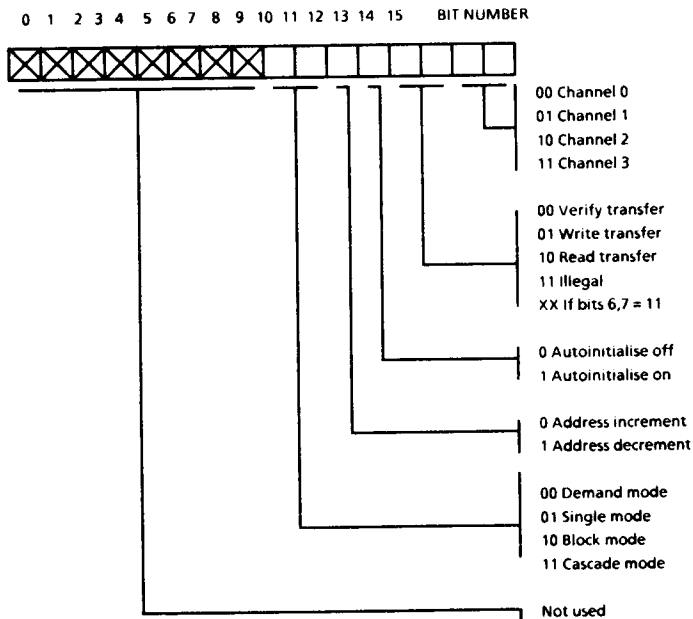 0 1 2 3 4 5 6 7 8 9 10 11 12 13 14 15 BIT NUMBER
00 Channel 0
01 Channel 1
10 Channel 2
11 Channel 3
00 Verify transfer
01 Write transfer
10 Read transfer
11 Illegal
XX If bits 6,7 = 11
0 Autoinitialise off
1 Autoinitialise on
0 Address increment
1 Address decrement
00 Demand mode
01 Single mode
10 Block mode
11 Cascade mode
Not used